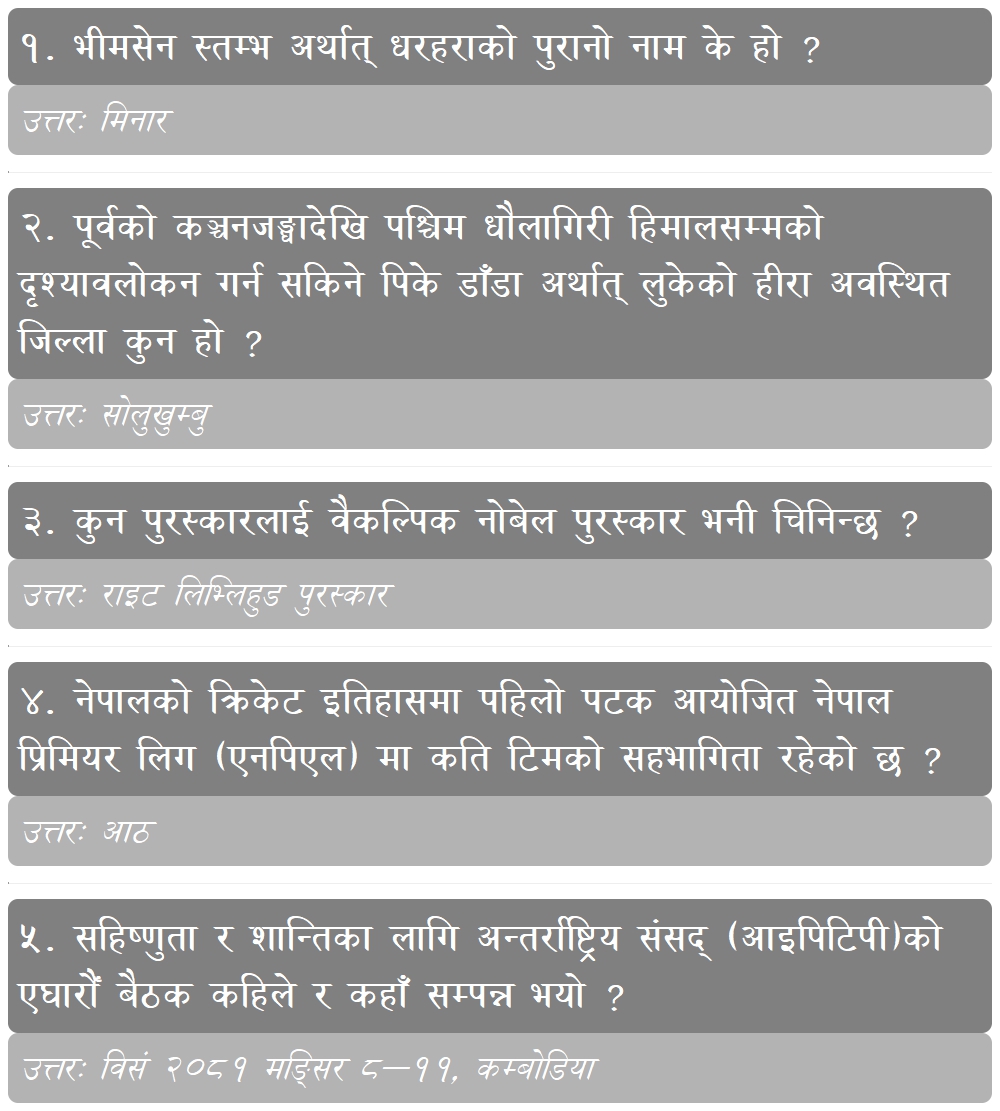 १. भीमसेन स्तम्भ अर्थात् धरहराको पुरानो नाम के हो ?
उत्तरः मिनार
२. पूर्वको कञ्चनजङ्घादेखि पश्चिम धौलागिरी हिमालसम्मको
दृश्यावलोकन गर्न सकिने पिके डाँडा अर्थात् लुकेको हीरा अवस्थित
जिल्ला कुन हो ?
उत्तरः सोलुखुम्बु
३. कुन पुरस्कारलाई वैकल्पिक नोबेल पुरस्कार भनी चिनिन्छ ?
उत्तरः राइट लिभ्लिहुड पुरस्कार
४. नेपालको क्रिकेट इतिहासमा पहिलो पटक आयोजित नेपाल
प्रिमियर लिग (एनपिएल) मा कति टिमको सहभागिता रहेको छ ?
उत्तरः आठ
५. सहिष्णुता र शान्तिका लागि अन्तर्राष्ट्रिय संसद् (आइपिटिपी)को
एघारौँ बैठक कहिले र कहाँ सम्पन्न भयो ?
उत्तरः विसं २०८१ मङ्सिर ८—११, कम्बोडिया